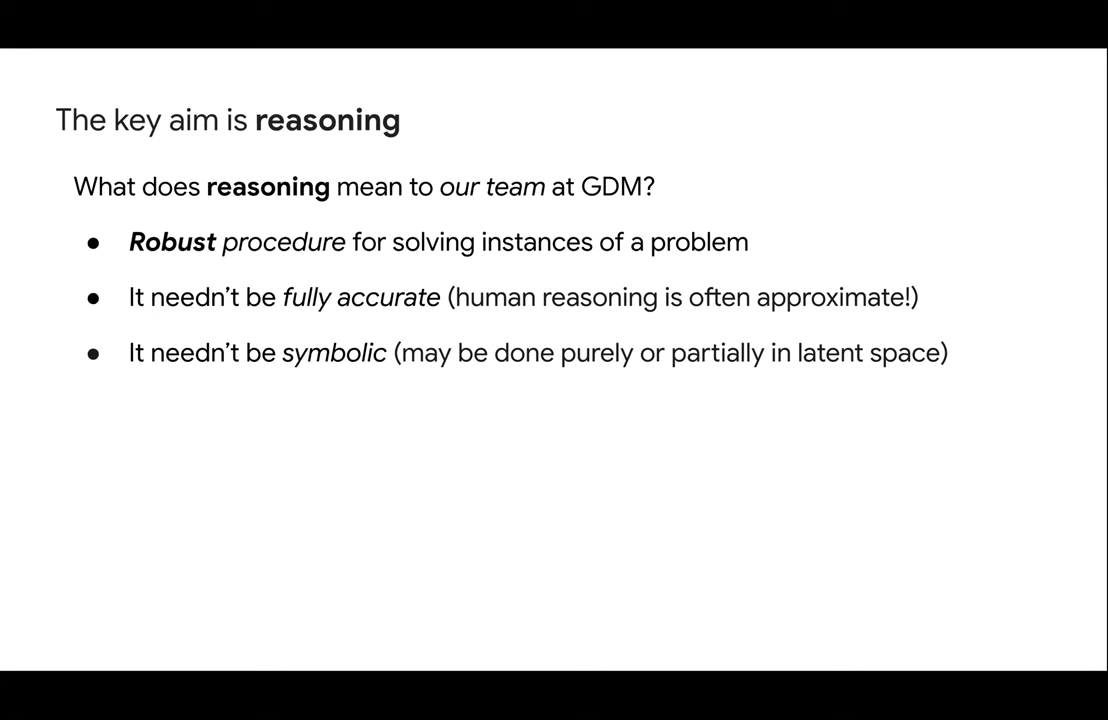 The key aim is reasoning
What does reasoning mean to our team at GDM?
● Robust procedure for solving instances of a problem
● It needn’t be fully accurate (human reasoning is often approximate!)
● It needn’t be symbolic (may be done purely or partially in latent space)